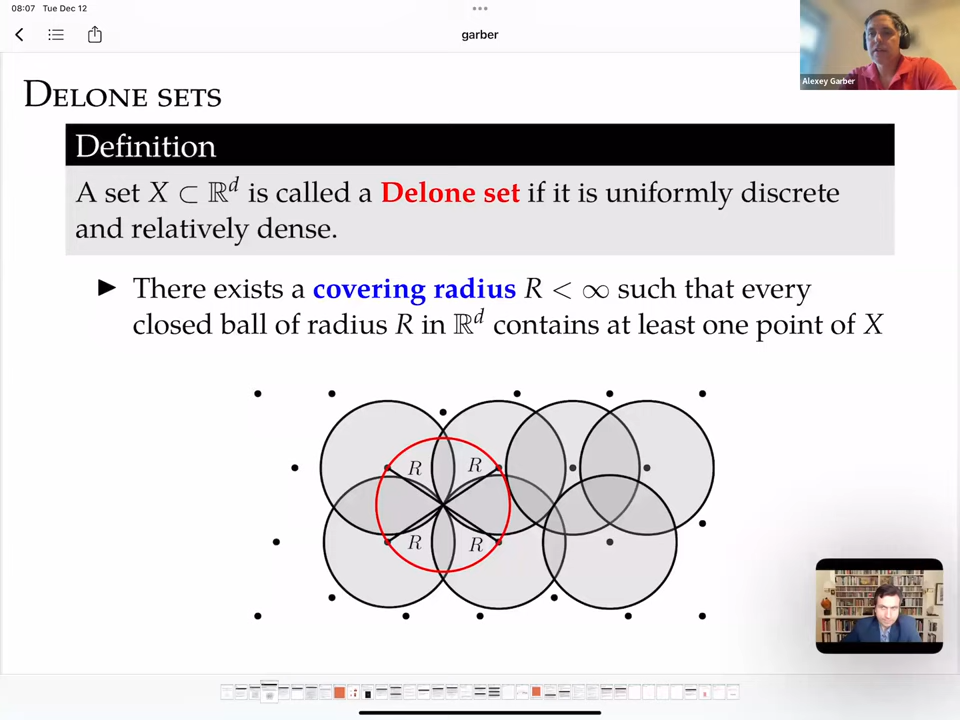 08:07 Tue Dec 12
garber
Alexey Garber
DELONE SETS
Definition
A set X ⊂ ℝᵈ is called a Delone set if it is uniformly discrete
and relatively dense.
▶ There exists a covering radius R < ∞ such that every
closed ball of radius R in ℝᵈ contains at least one point of X
R R
R R